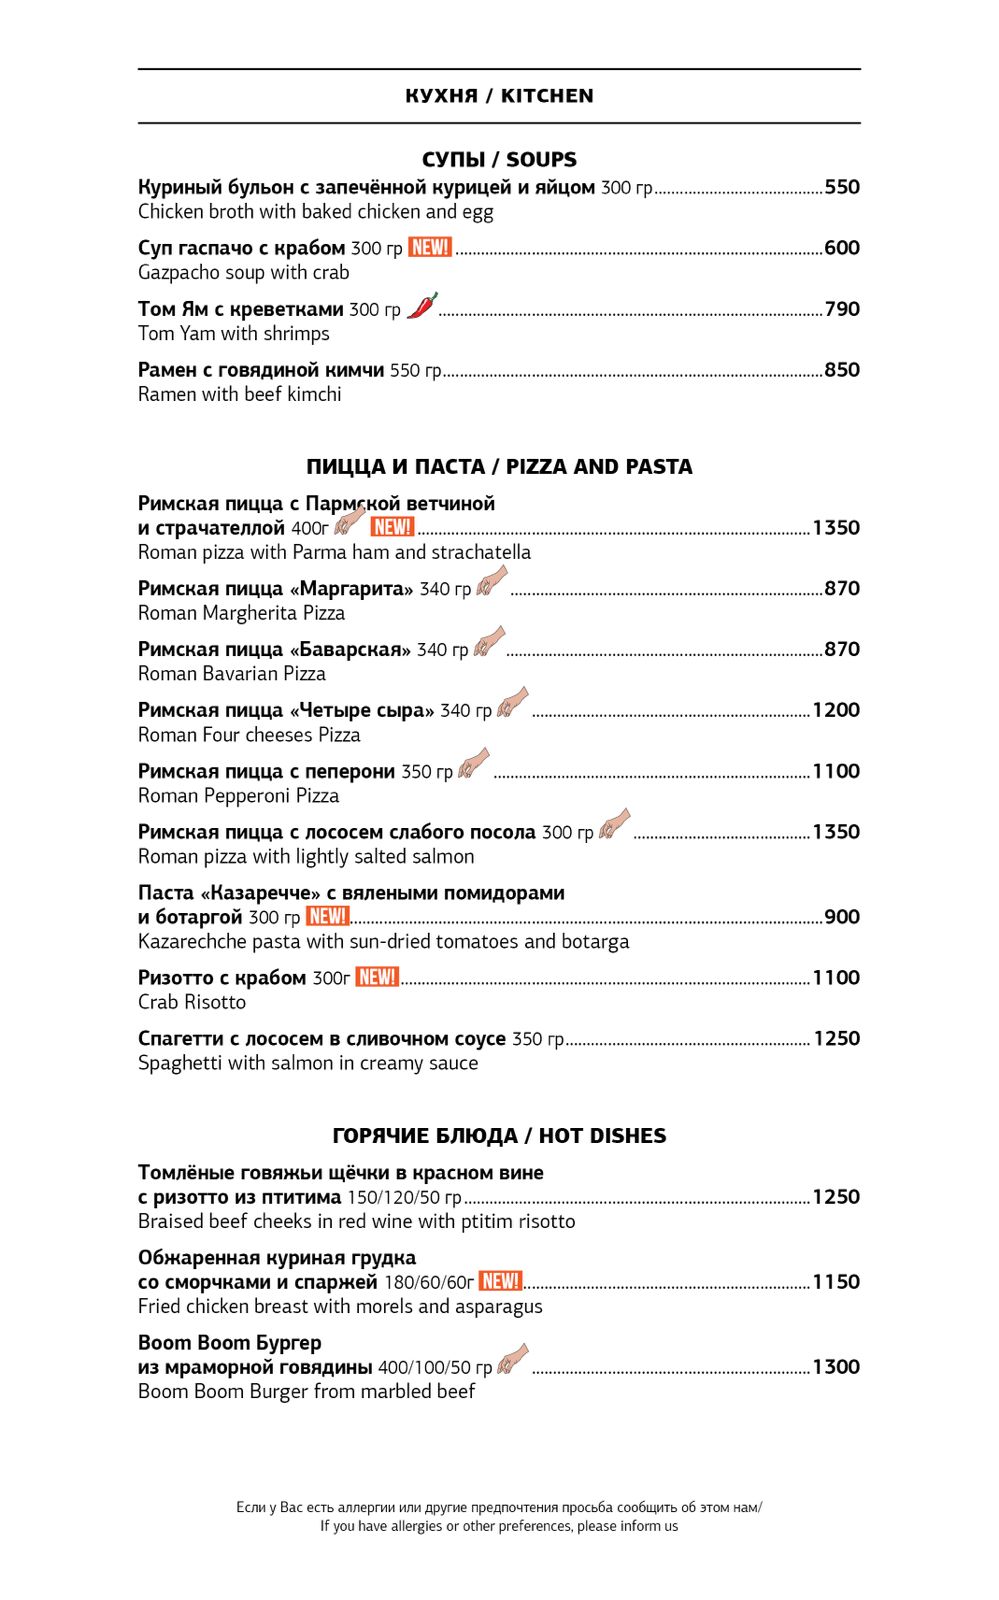 КУХНЯ / KITCHEN
СУПЫ / SOUPS
Куриный бульон с запечённой курицей и яйцом 300 гр........................................550
Chicken broth with baked chicken and egg
Суп гаспачо с крабом 300 гр NEW! ........................................600
Gazpacho soup with crab
Том Ям с креветками 300 гр ........................................790
Tom Yam with shrimps
Рамен с говядиной кимчи 550 гр........................................850
Ramen with beef kimchi
ПИЦЦА И ПАСТА / PIZZA AND PASTA
Римская пицца с Пармской ветчиной
и страчателлой 400г NEW! ........................................1350
Roman pizza with Parma ham and strachatella
Римская пицца «Маргарита» 340 гр ........................................870
Roman Margherita Pizza
Римская пицца «Баварская» 340 гр ........................................870
Roman Bavarian Pizza
Римская пицца «Четыре сыра» 340 гр ........................................1200
Roman Four cheeses Pizza
Римская пицца с пеперони 350 гр ........................................1100
Roman Pepperoni Pizza
Римская пицца с лососем слабого посола 300 гр ........................................1350
Roman pizza with lightly salted salmon
Паста «Казаречче» с вялеными помидорами
и ботаргой 300 гр NEW!........................................900
Kazarechche pasta with sun-dried tomatoes and botarga
Ризотто с крабом 300г NEW!........................................1100
Crab Risotto
Спагетти с лососем в сливочном соусе 350 гр........................................1250
Spaghetti with salmon in creamy sauce
ГОРЯЧИЕ БЛЮДА / HOT DISHES
Томлёные говяжьи щёчки в красном вине
с ризотто из птитима 150/120/50 гр........................................1250
Braised beef cheeks in red wine with ptitim risotto
Обжаренная куриная грудка
со сморчками и спаржей 180/60/60г NEW!........................................1150
Fried chicken breast with morels and asparagus
Boom Boom Бургер
из мраморной говядины 400/100/50 гр ........................................1300
Boom Boom Burger from marbled beef
Если у Вас есть аллергии или другие предпочтения просьба сообщить об этом нам/
If you have allergies or other preferences, please inform us